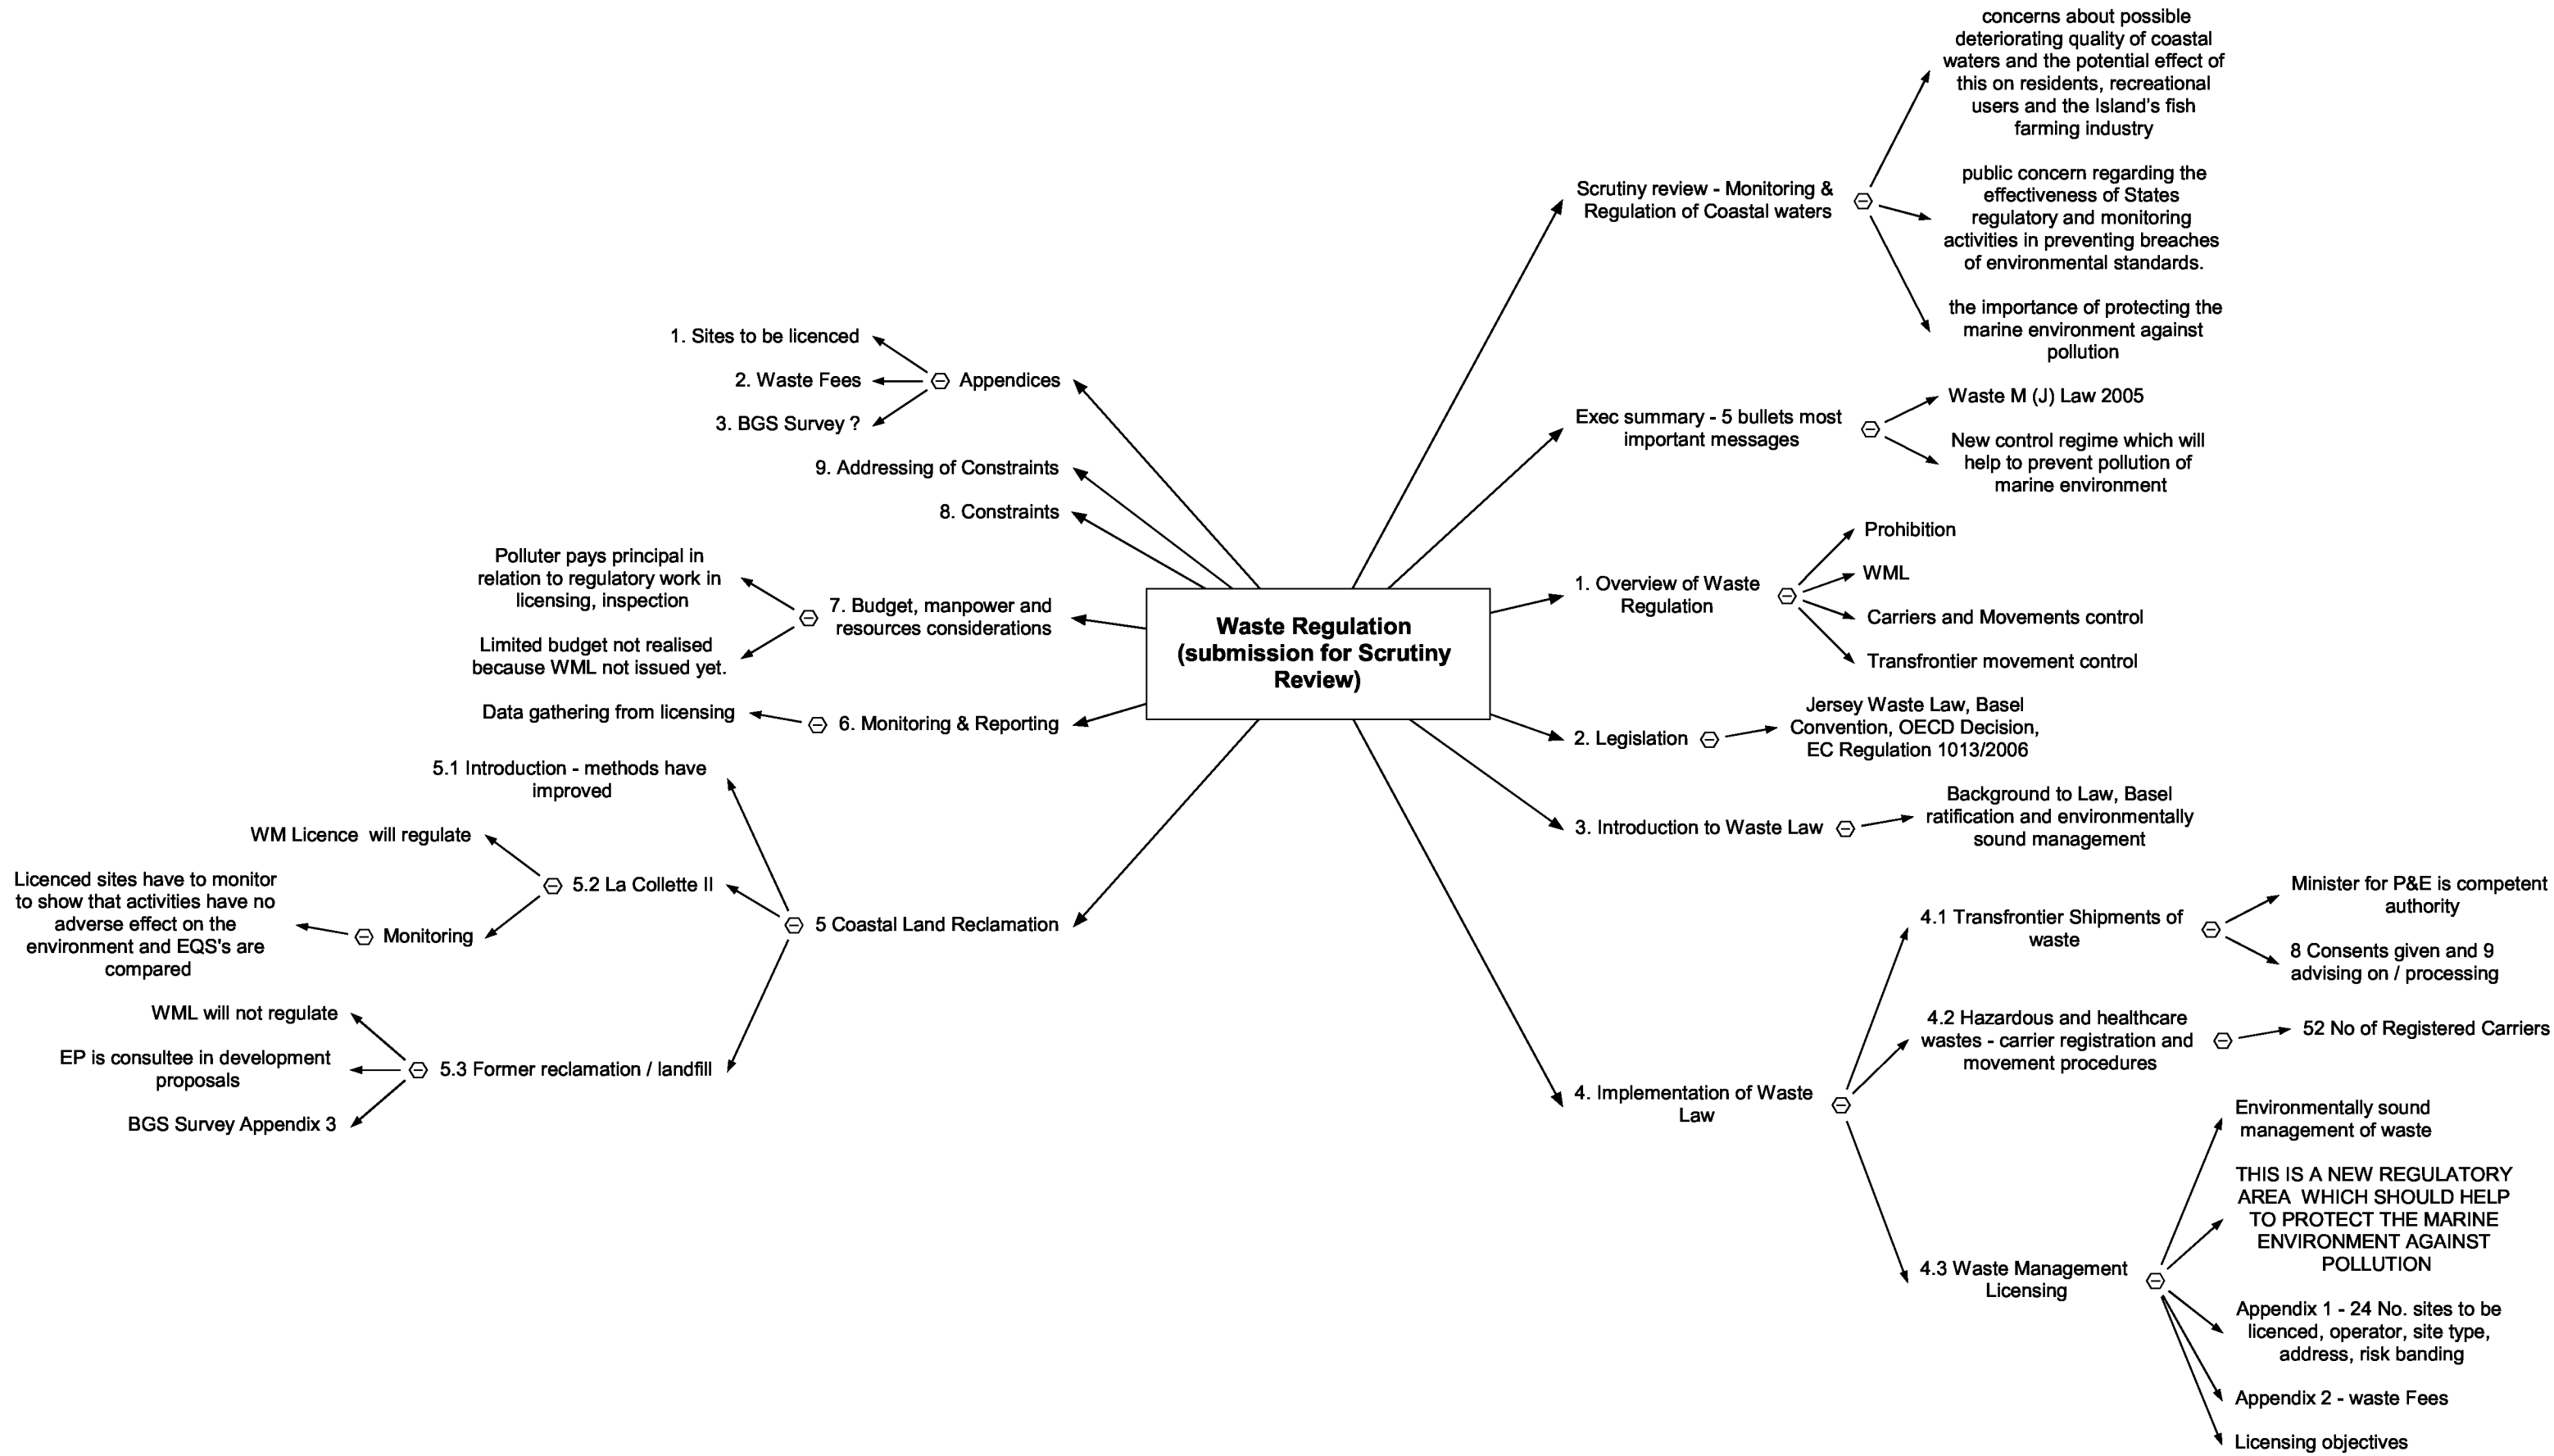 Waste Regulation
(submission for Scrutiny
Review)
Scrutiny review - Monitoring &
Regulation of Coastal waters
concerns about possible
deteriorating quality of coastal
waters and the potential effect of
this on residents, recreational
users and the Island's fish
farming industry
public concern regarding the
effectiveness of States
regulatory and monitoring
activities in preventing breaches
of environmental standards.
the importance of protecting the
marine environment against
pollution
Exec summary - 5 bullets most
important messages
Waste M (J) Law 2005
New control regime which will
help to prevent pollution of
marine environment
1. Overview of Waste
Regulation
Prohibition
WML
Carriers and Movements control
Transfrontier movement control
2. Legislation
Jersey Waste Law, Basel
Convention, OECD Decision,
EC Regulation 1013/2006
3. Introduction to Waste Law
Background to Law, Basel
ratification and environmentally
sound management
4. Implementation of Waste
Law
4.1 Transfrontier Shipments of
waste
Minister for P&E is competent
authority
8 Consents given and 9
advising on / processing
4.2 Hazardous and healthcare
wastes - carrier registration and
movement procedures
52 No of Registered Carriers
4.3 Waste Management
Licensing
Environmentally sound
management of waste
THIS IS A NEW REGULATORY
AREA  WHICH SHOULD HELP
TO PROTECT THE MARINE
ENVIRONMENT AGAINST
POLLUTION
Appendix 1 - 24 No. sites to be
licenced, operator, site type,
address, risk banding
Appendix 2 - waste Fees
Licensing objectives
5 Coastal Land Reclamation
5.1 Introduction - methods have
improved
5.2 La Collette II
WM Licence  will regulate
Monitoring
Licenced sites have to monitor
to show that activities have no
adverse effect on the
environment and EQS's are
compared
5.3 Former reclamation / landfill
WML will not regulate
EP is consultee in development
proposals
BGS Survey Appendix 3
6. Monitoring & Reporting
Data gathering from licensing
7. Budget, manpower and
resources considerations
Polluter pays principal in
relation to regulatory work in
licensing, inspection
Limited budget not realised
because WML not issued yet.
8. Constraints
9. Addressing of Constraints
Appendices
1. Sites to be licenced
2. Waste Fees
3. BGS Survey ?